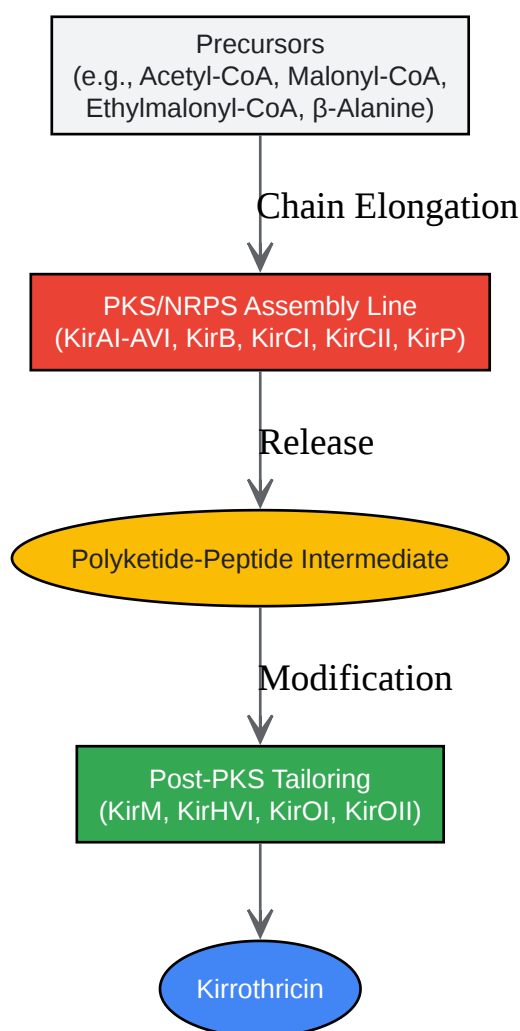 Precursors
(e.g., Acetyl-CoA, Malonyl-CoA,
Ethylmalonyl-CoA, β-Alanine)
Chain Elongation
PKS/NRPS Assembly Line
(KirAI-AVI, KirB, KirCI, KirCII, KirP)
Release
Polyketide-Peptide Intermediate
Modification
Post-PKS Tailoring
(KirM, KirHVI, KirOI, KirOII)
Kirrothricin